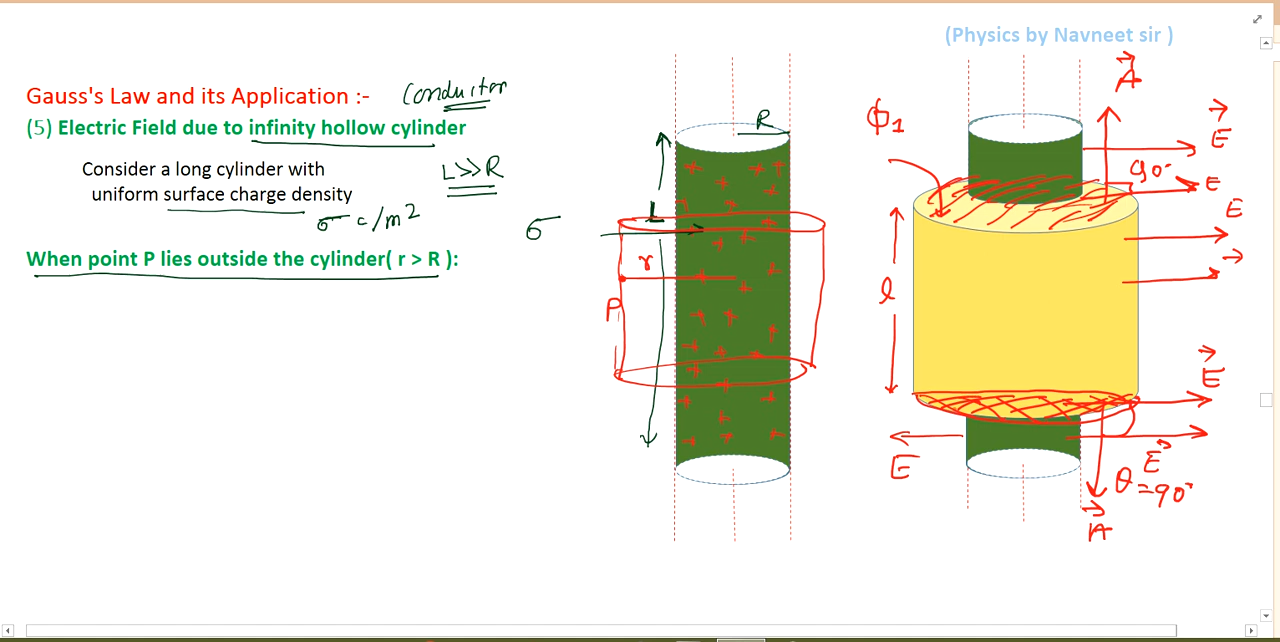 (Physics by Navneet sir )
Gauss's Law and its Application :- Conductor
(5) Electric Field due to infinity hollow cylinder
Consider a long cylinder with L>>R
uniform surface charge density
σ c/m²
When point P lies outside the cylinder( r > R ):
R
L
σ
r
P
A
ϕ1
E
90°
E
E
l
E
E
E
θ
=90°
A